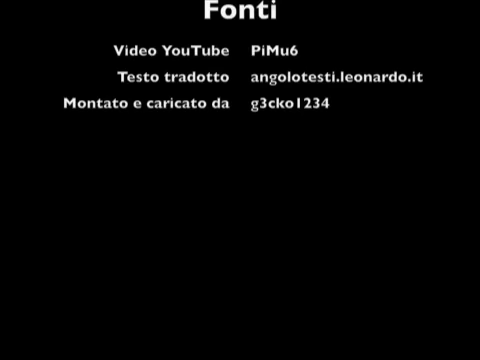 Fonti
Video YouTube PiMu6
Testo tradotto angolotesti.leonardo.it
Montato e caricato da g3cko1234